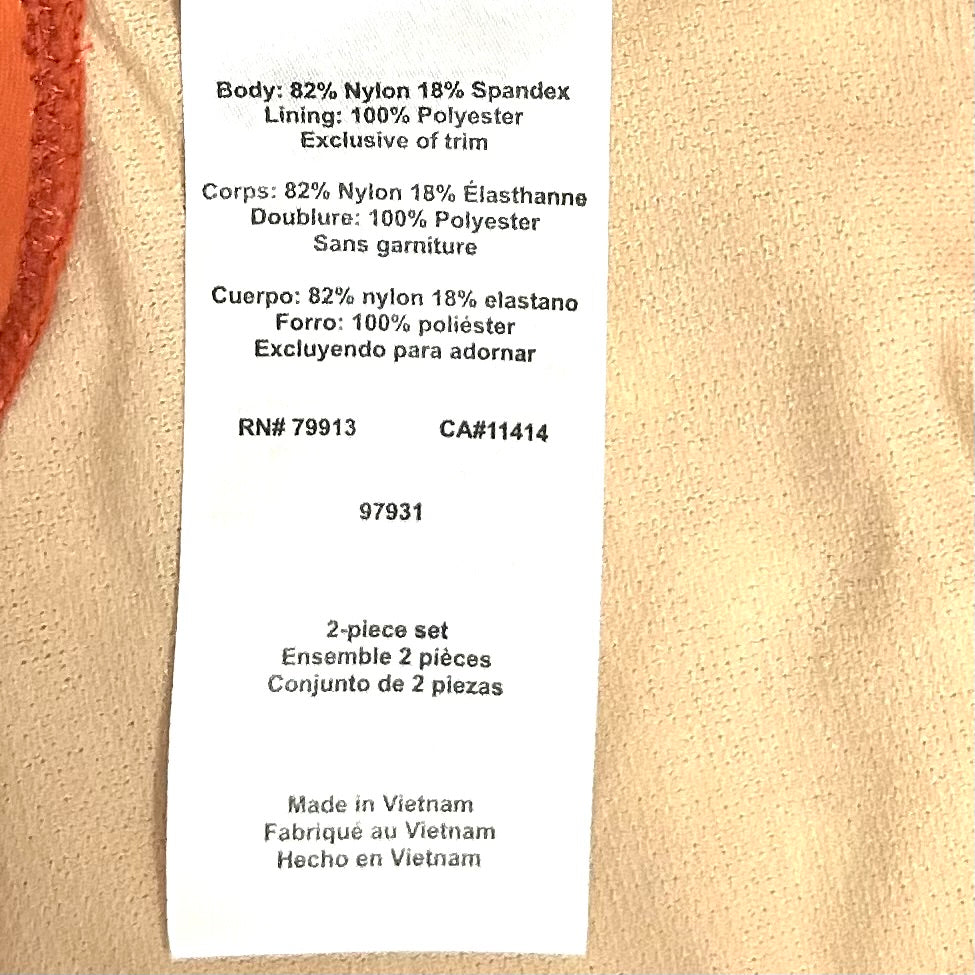 Body: 82% Nylon 18% Spandex
Lining: 100% Polyester
Exclusive of trim
Corps: 82% Nylon 18% Élasthanne
Doublure: 100% Polyester
Sans garniture
Cuerpo: 82% nylon 18% elastano
Forro: 100% poliéster
Excluyendo para adornar
RN# 79913 CA#11414
97931
2-piece set
Ensemble 2 pièces
Conjunto de 2 piezas
Made in Vietnam
Fabriqué au Vietnam
Hecho en Vietnam